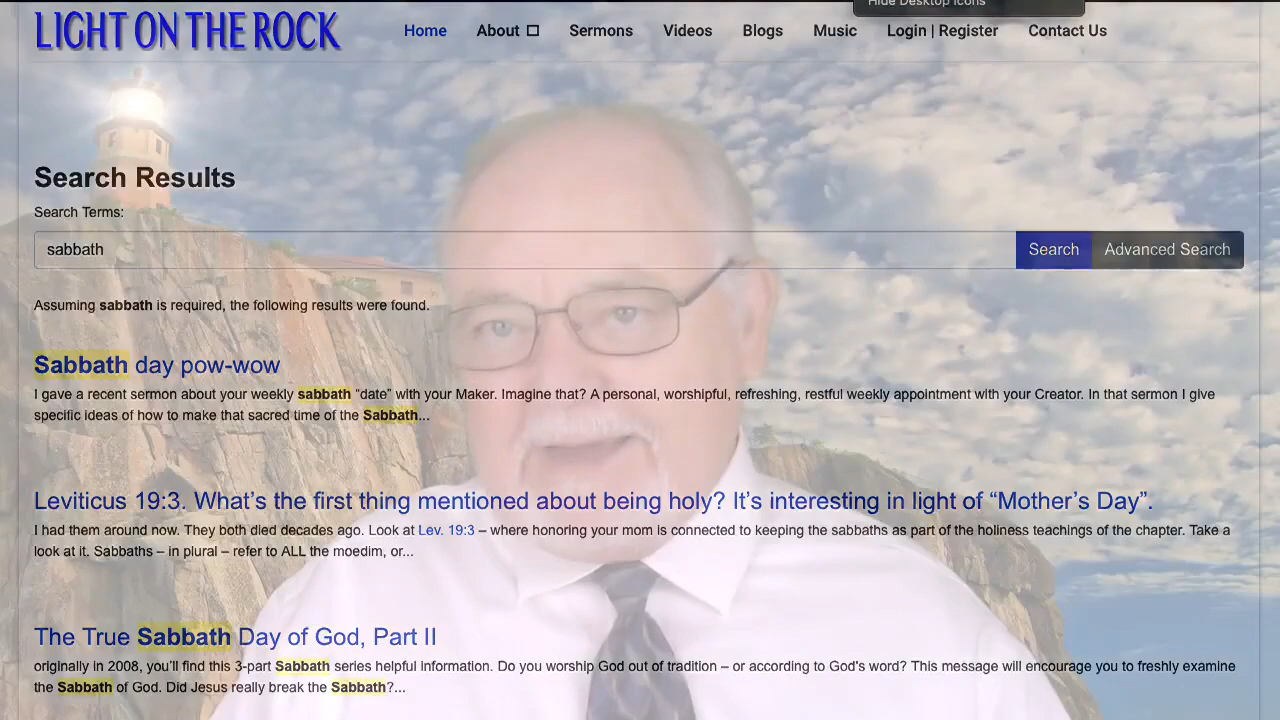 Hide Desktop Icons
LIGHT ON THE ROCK
Home About Sermons Videos Blogs Music Login | Register Contact Us
Search Results
Search Terms:
sabbath Search Advanced Search
Assuming sabbath is required, the following results were found.
Sabbath day pow-wow
I gave a recent sermon about your weekly sabbath “date” with your Maker. Imagine that? A personal, worshipful, refreshing, restful weekly appointment with your Creator. In that sermon I give
specific ideas of how to make that sacred time of the Sabbath...
Leviticus 19:3. What’s the first thing mentioned about being holy? It’s interesting in light of “Mother’s Day”.
I had them around now. They both died decades ago. Look at Lev. 19:3 – where honoring your mom is connected to keeping the sabbaths as part of the holiness teachings of the chapter. Take a
look at it. Sabbaths – in plural – refer to ALL the moedim, or...
The True Sabbath Day of God, Part II
originally in 2008, you’ll find this 3-part Sabbath series helpful information. Do you worship God out of tradition – or according to God's word? This message will encourage you to freshly examine
the Sabbath of God. Did Jesus really break the Sabbath?...